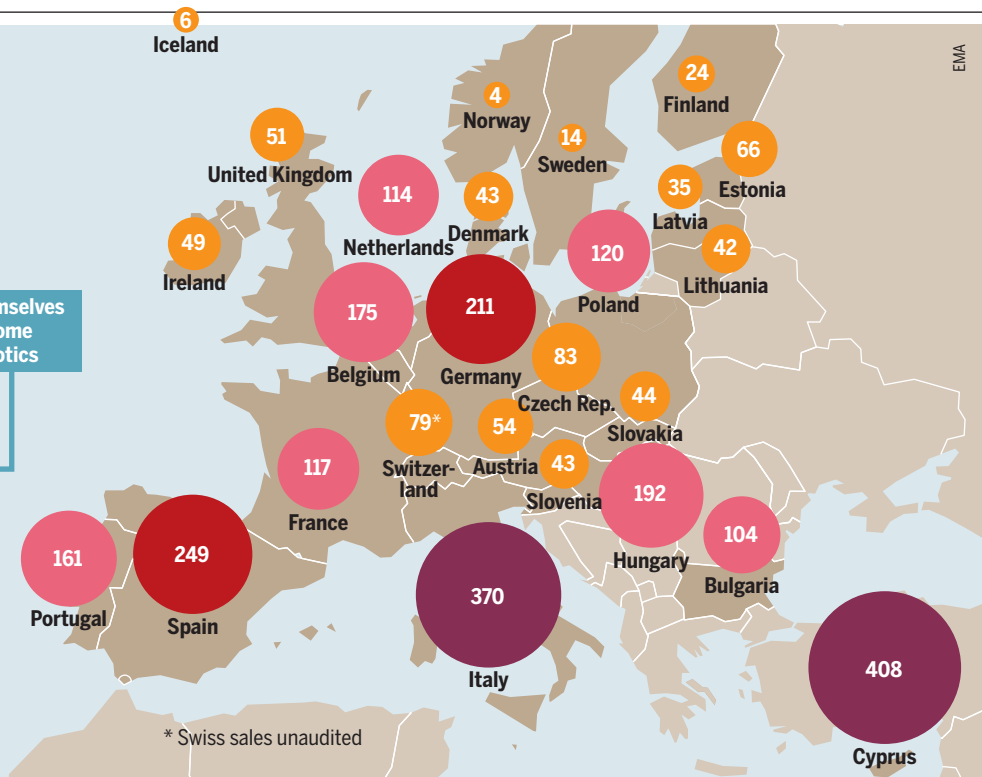 6
Iceland
EMA
4
Norway
24
Finland
51
United Kingdom
14
Sweden
66
Estonia
114
Netherlands
43
Denmark
35
Latvia
49
Ireland
120
Poland
42
Lithuania
175
Belgium
211
Germany
83
Czech Rep.
44
Slovakia
79*
Switzer-
land
54
Austria
43
Slovenia
117
France
192
Hungary
104
Bulgaria
161
Portugal
249
Spain
370
Italy
408
Cyprus
* Swiss sales unaudited